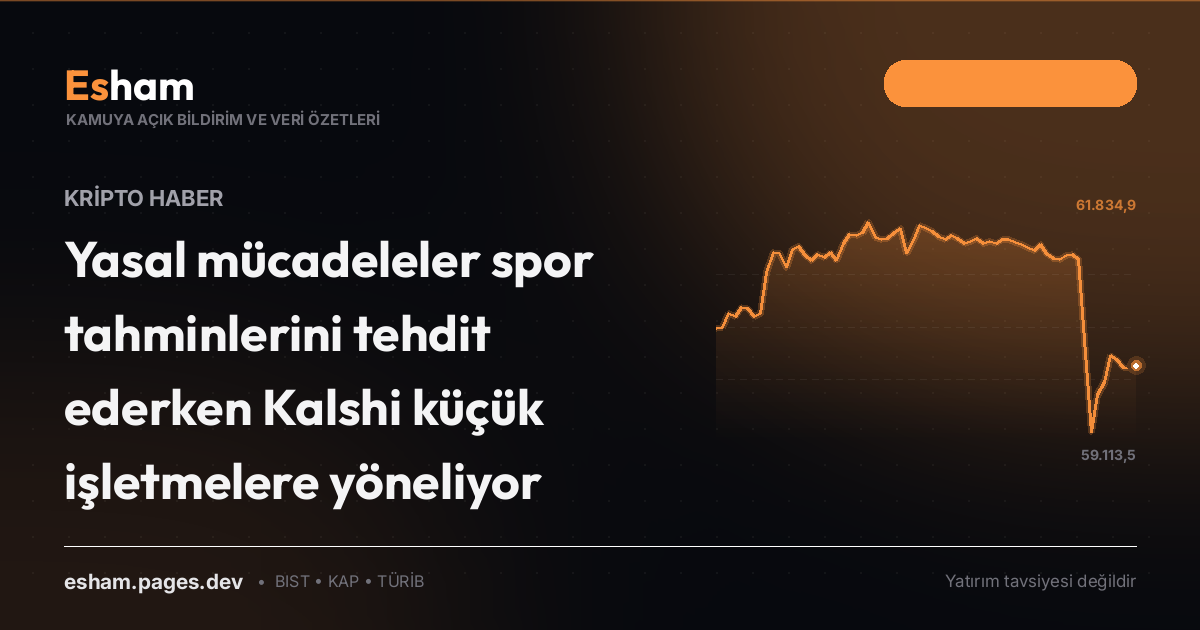 Esham
KAMUYA AÇIK BİLDİRİM VE VERİ ÖZETLERİ
KRİPTO HABER
Yasal mücadeleler spor
tahminlerini tehdit
ederken Kalshi küçük
işletmelere yöneliyor
61.834,9
59.113,5
esham.pages.dev • BIST • KAP • TÜRİB
Yatırım tavsiyesi değildir